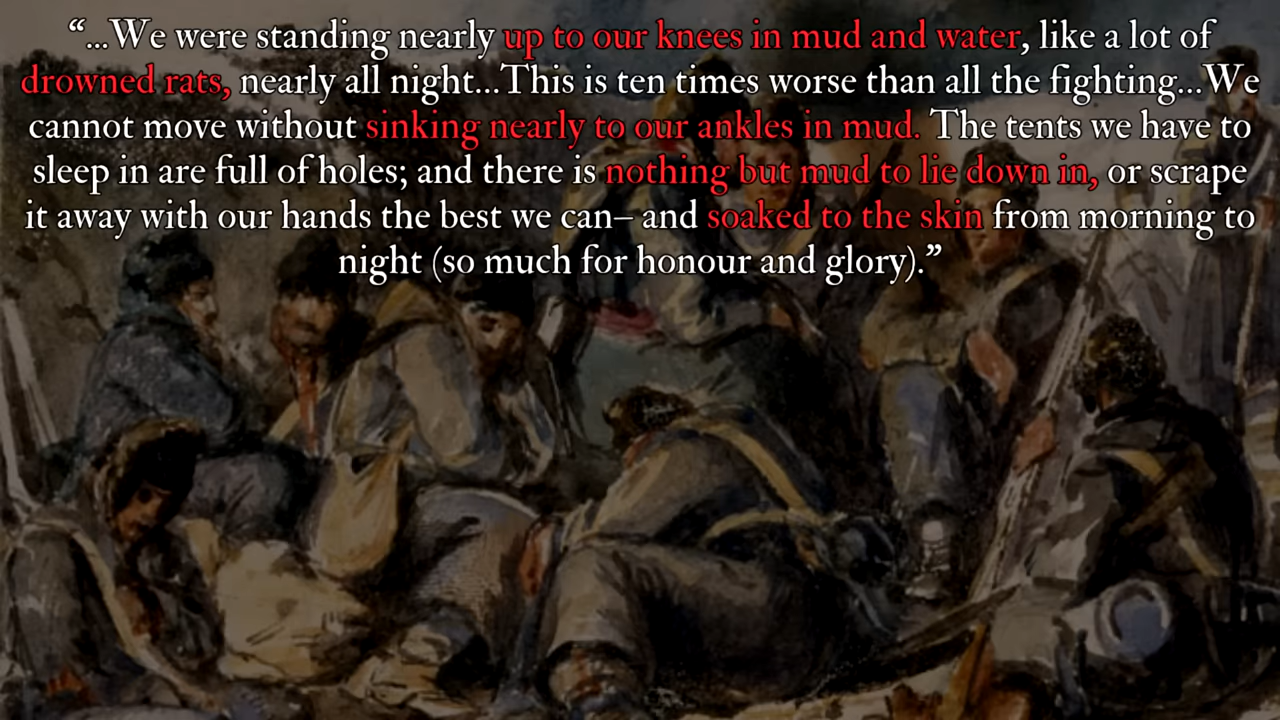 “...We were standing nearly up to our knees in mud and water, like a lot of
drowned rats, nearly all night...This is ten times worse than all the fighting...We
cannot move without sinking nearly to our ankles in mud. The tents we have to
sleep in are full of holes; and there is nothing but mud to lie down in, or scrape
it away with our hands the best we can– and soaked to the skin from morning to
night (so much for honour and glory).”